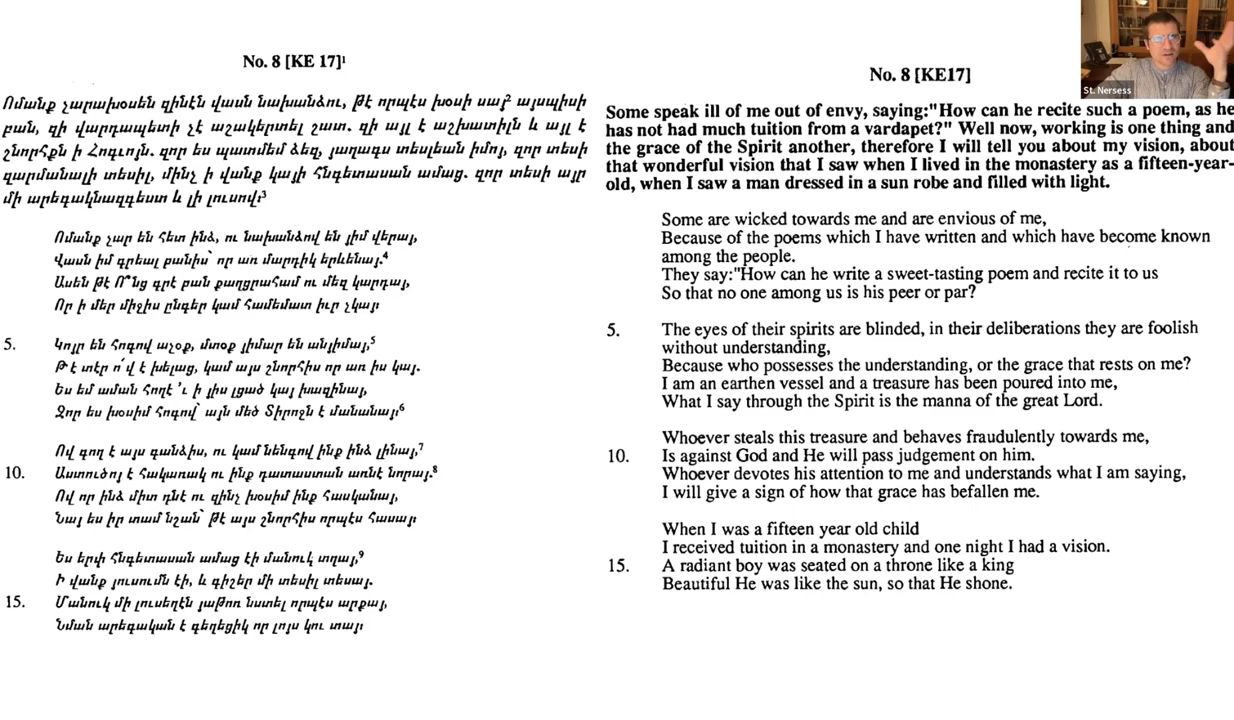 No. 8 [KE 17]¹
Ոմանք չարախօսեն զինէն վասն նախանձու, թէ որպէս խօսի սայ այսպիսի
բան, զի վարդապետի չէ աշակերտել շատ. զի այլ է աշխատիլն և այլ է
շնորհքն ի Հոգւոյն. զոր ես պատմեմ ձեզ, յաղագս տեսլեան իմոյ, զոր տեսի
զարմանալի տեսիլ, մինչ ի վանք կայի հնգետասան ամաց. զոր տեսի այր
մի արեգակնազգեստ և լի լուսով։³
Ոմանք չար են հետ ինձ, ու նախանձով են յիմ վերայ,
Վասն իմ գրեալ բանիս՝ որ առ մարդիկ երևենայ.⁴
Ասեն թէ Ո՞նց գրէ բան քաղցրահամ ու մեզ կարդայ,
Որ ի մեր միջիս ընգեր կամ համեմատ իւր չկայ։
5. Կոյր են հոգով աչօք, մտօք յիմար են անլիմայ,⁵
Թէ տէր ո՛վ է խելաց, կամ այս շնորհիս որ առ իս կայ.
Ես եմ աման հողէ ՚ւ ի յիս լցած կայ խազինայ,
Զոր ես խօսիմ հոգով՝ այն մեծ Տիրոջն է մանանայ։⁶
Ով գող է այս գանձիս, ու կամ նենգով ինք ինձ լինայ,⁷
10. Աստուծոյ է հակառակ ու ինք դատաստան առնէ նորայ.⁸
Ով որ ինձ միտ դնէ ու զինչ խօսիմ ինք հասկանայ,
Նայ ես իր տամ նշան՝ թէ այս շնորհիս որպէս հասայ։
Ես երբ հնգետասան ամաց էի մանուկ տղայ,⁹
Ի վանք յուսումն էի, և գիշեր մի տեսիլ տեսայ.
15. Մանուկ մի լուսեղէն յաթոռ նստել որպէս արքայ,
Նման արեգական է գեղեցիկ որ լոյս կու տայ։
No. 8 [KE17]
Some speak ill of me out of envy, saying:"How can he recite such a poem, as he
has not had much tuition from a vardapet?" Well now, working is one thing and
the grace of the Spirit another, therefore I will tell you about my vision, about
that wonderful vision that I saw when I lived in the monastery as a fifteen-year-
old, when I saw a man dressed in a sun robe and filled with light.
Some are wicked towards me and are envious of me,
Because of the poems which I have written and which have become known
among the people.
They say:"How can he write a sweet-tasting poem and recite it to us
So that no one among us is his peer or par?
5. The eyes of their spirits are blinded, in their deliberations they are foolish
without understanding,
Because who possesses the understanding, or the grace that rests on me?
I am an earthen vessel and a treasure has been poured into me,
What I say through the Spirit is the manna of the great Lord.
Whoever steals this treasure and behaves fraudulently towards me,
10. Is against God and He will pass judgement on him.
Whoever devotes his attention to me and understands what I am saying,
I will give a sign of how that grace has befallen me.
When I was a fifteen year old child
I received tuition in a monastery and one night I had a vision.
15. A radiant boy was seated on a throne like a king
Beautiful He was like the sun, so that He shone.
St. Nersess